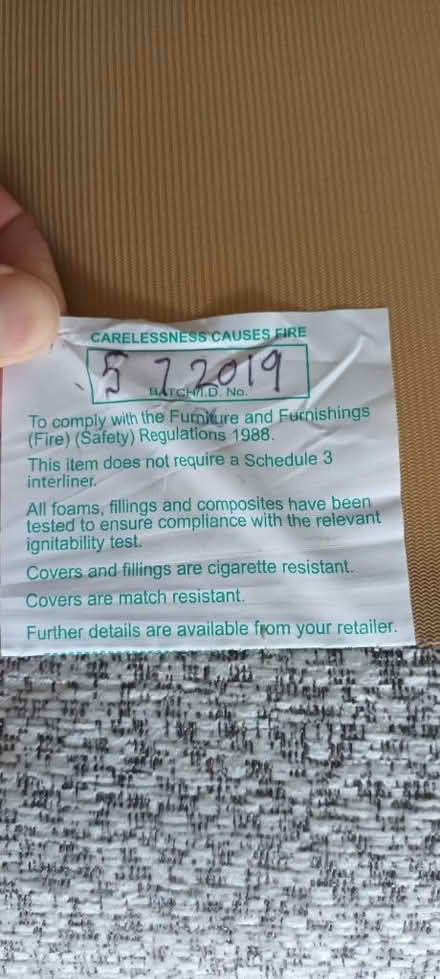 CARELESSNESS CAUSES FIRE
5 7 2019
BATCH/I.D. No.
To comply with the Furniture and Furnishings
(Fire) (Safety) Regulations 1988.
This item does not require a Schedule 3
interliner.
All foams, fillings and composites have been
tested to ensure compliance with the relevant
ignitability test.
Covers and fillings are cigarette resistant.
Covers are match resistant.
Further details are available from your retailer.